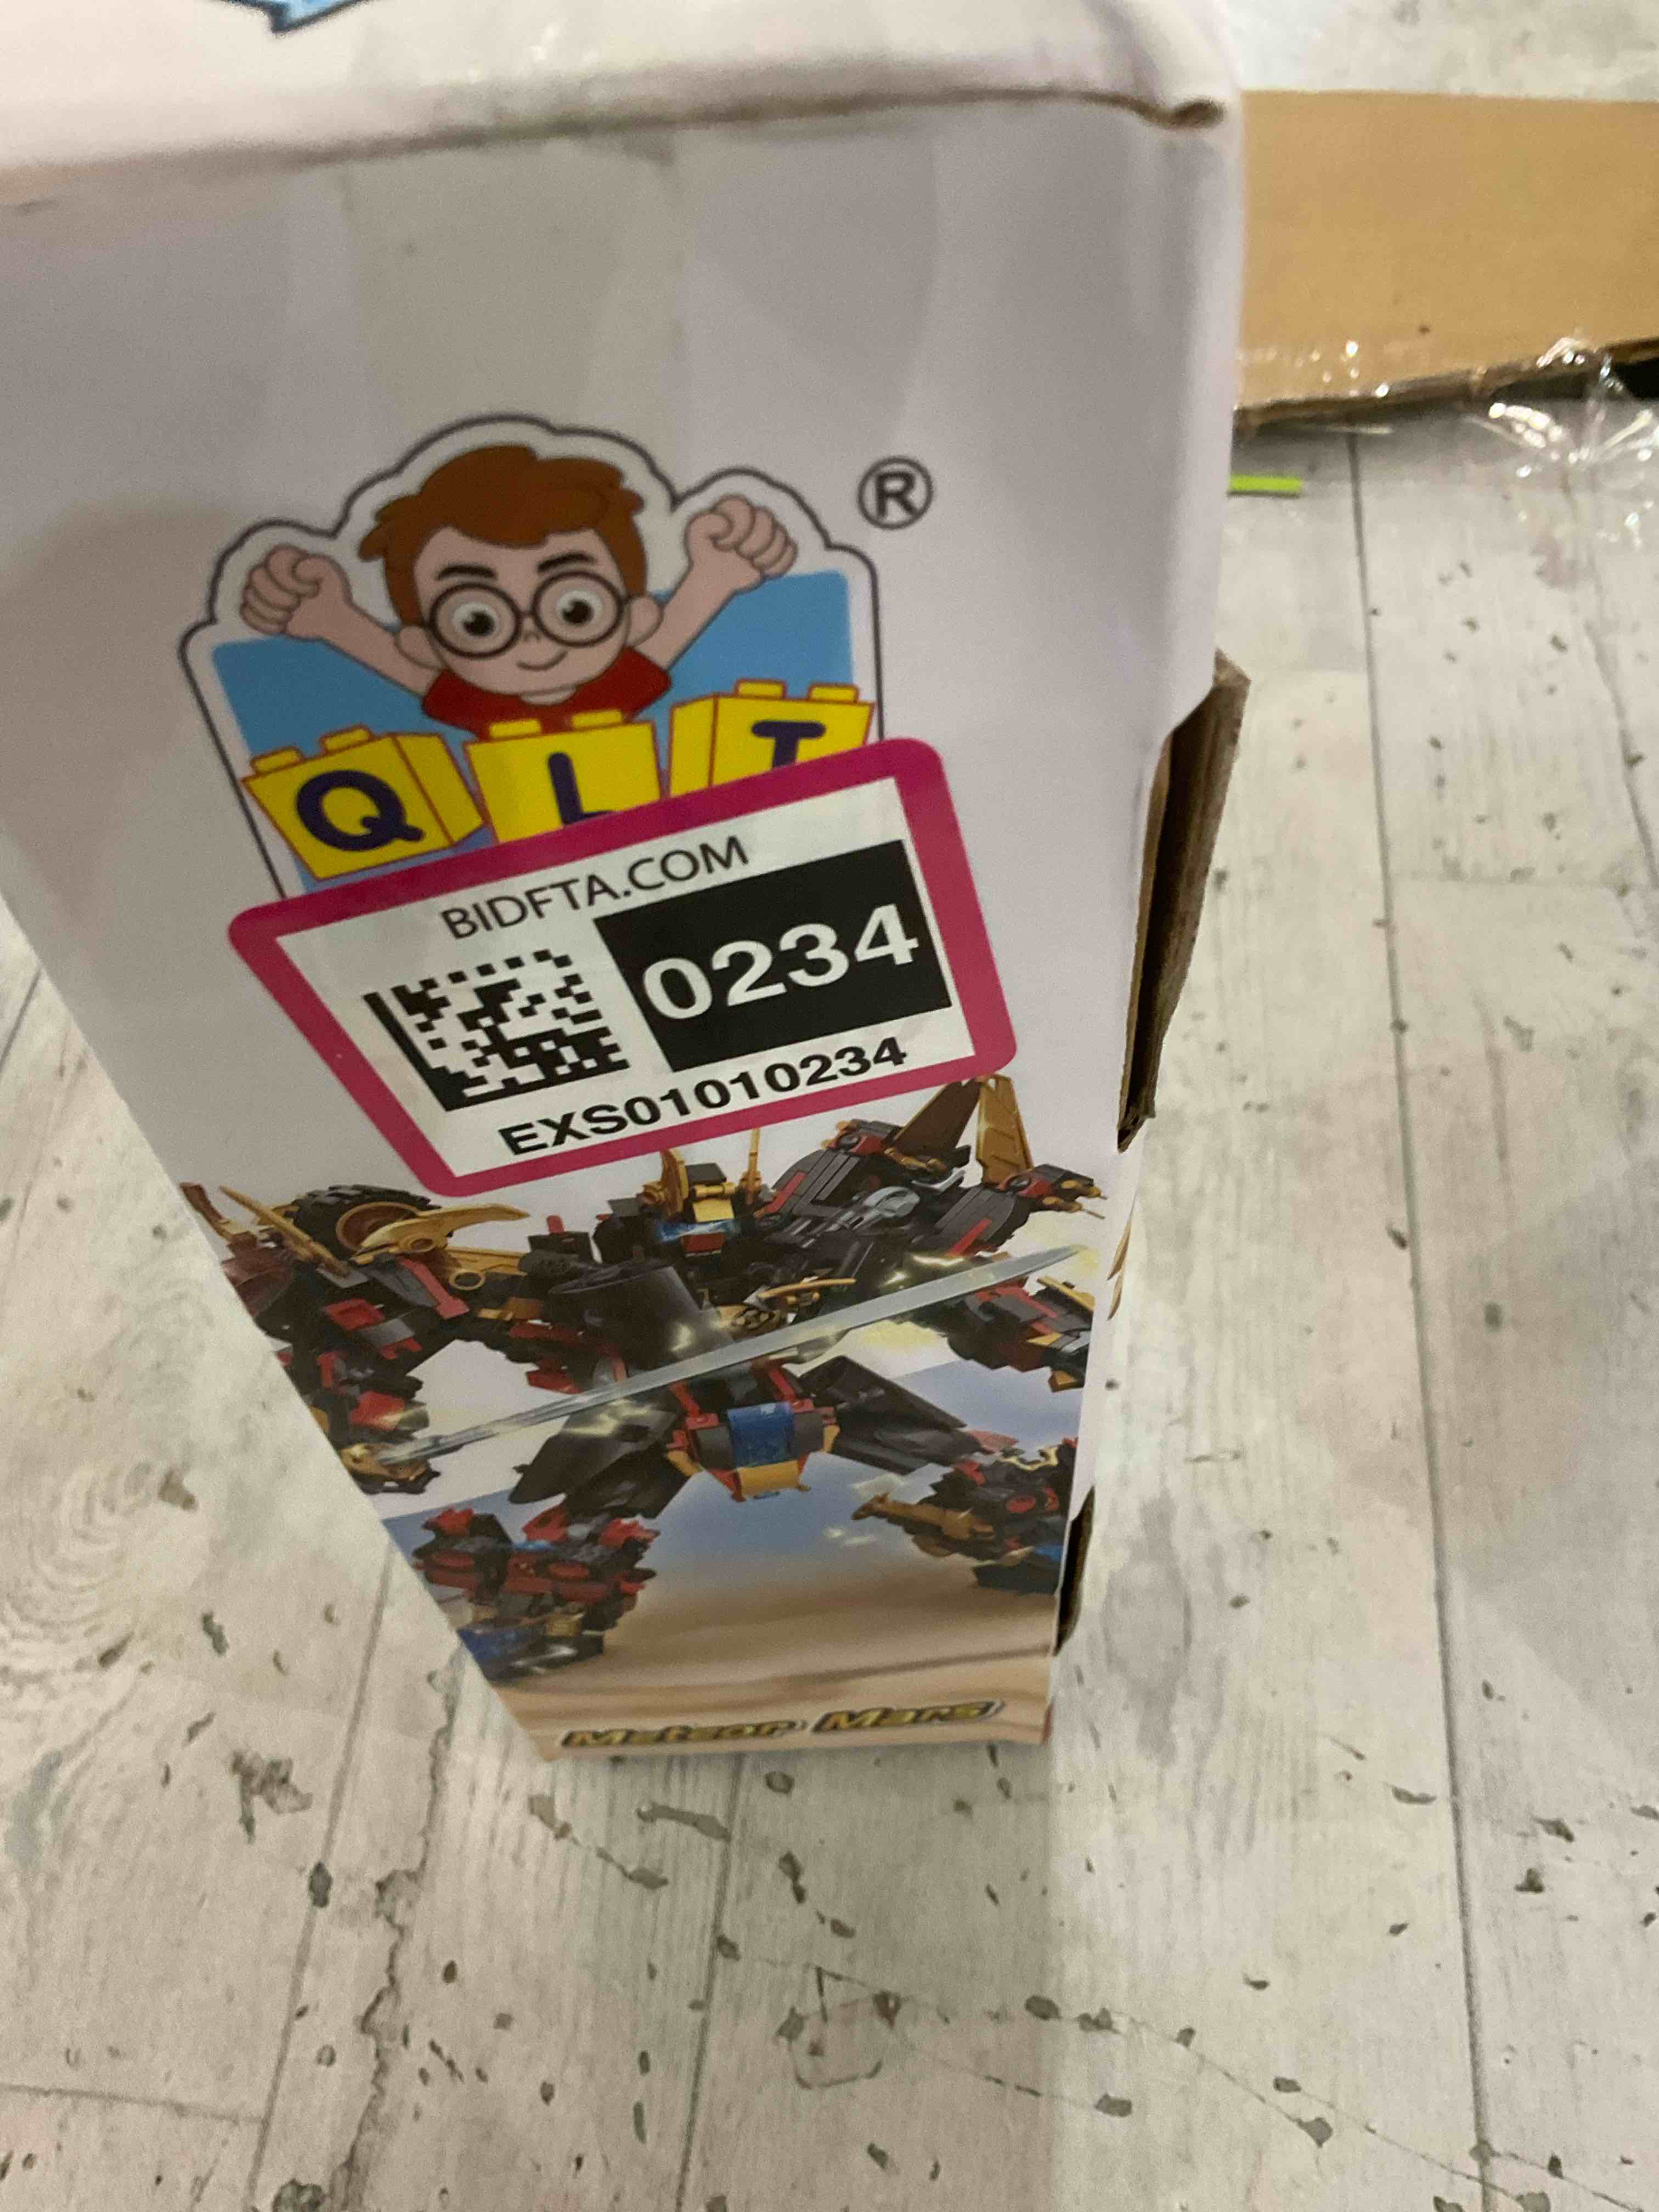 ®
QLT
BIDFTA.COM
0234
EXS01010234
Meteor Mars